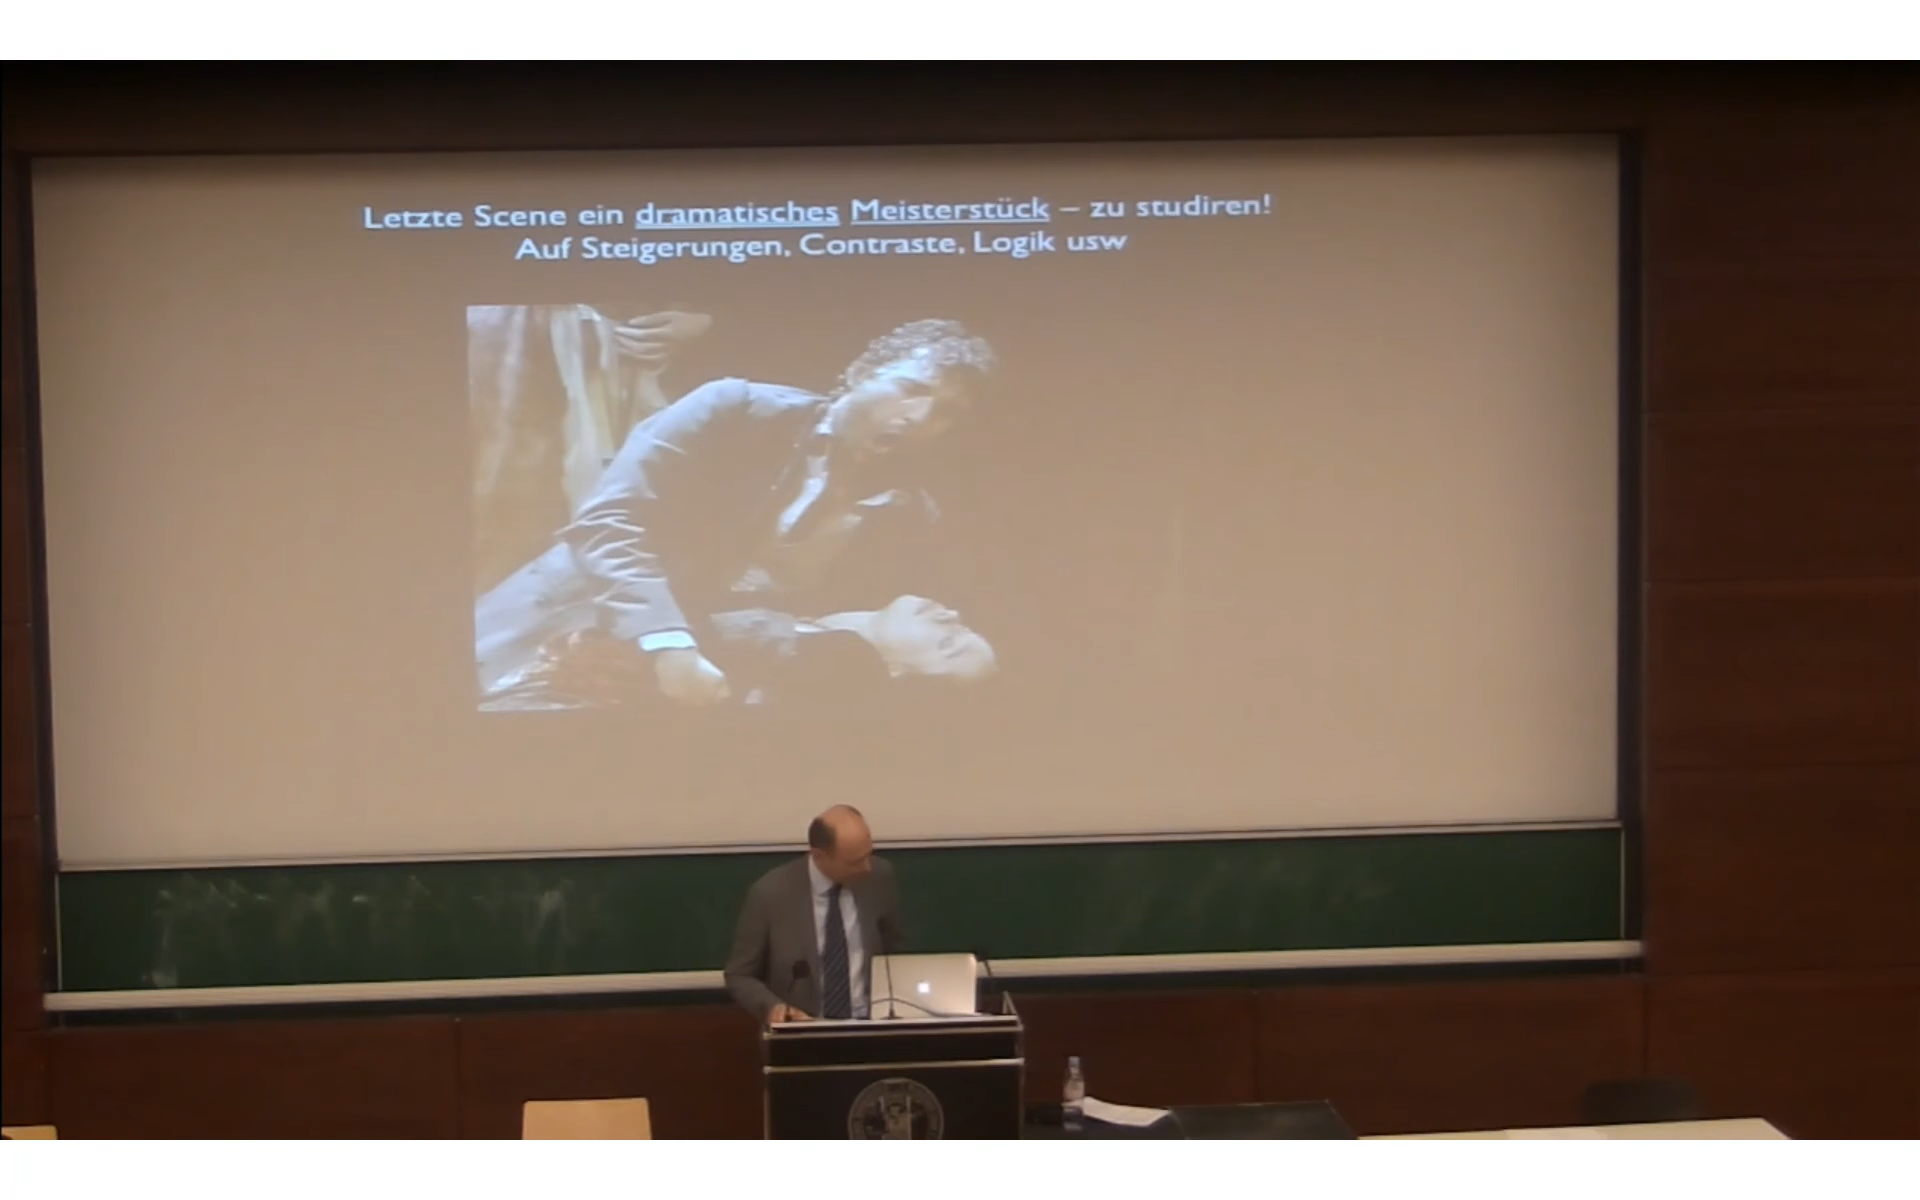 Letzte Scene ein dramatisches Meisterstück – zu studiren!
Auf Steigerungen, Contraste, Logik usw